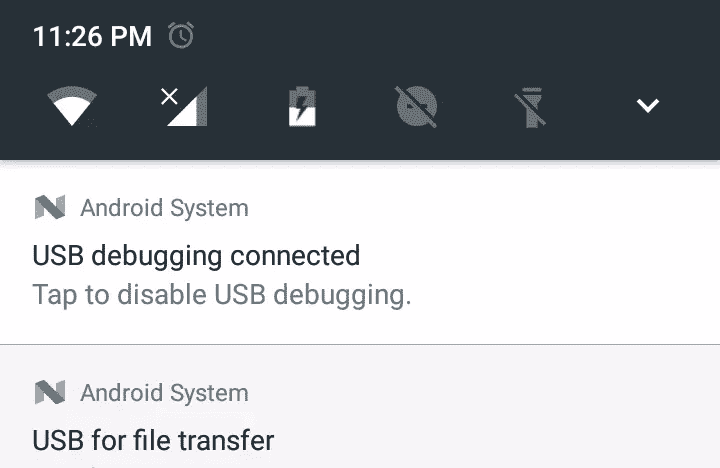 11:26 PM
Android System
USB debugging connected
Tap to disable USB debugging.
Android System
USB for file transfer